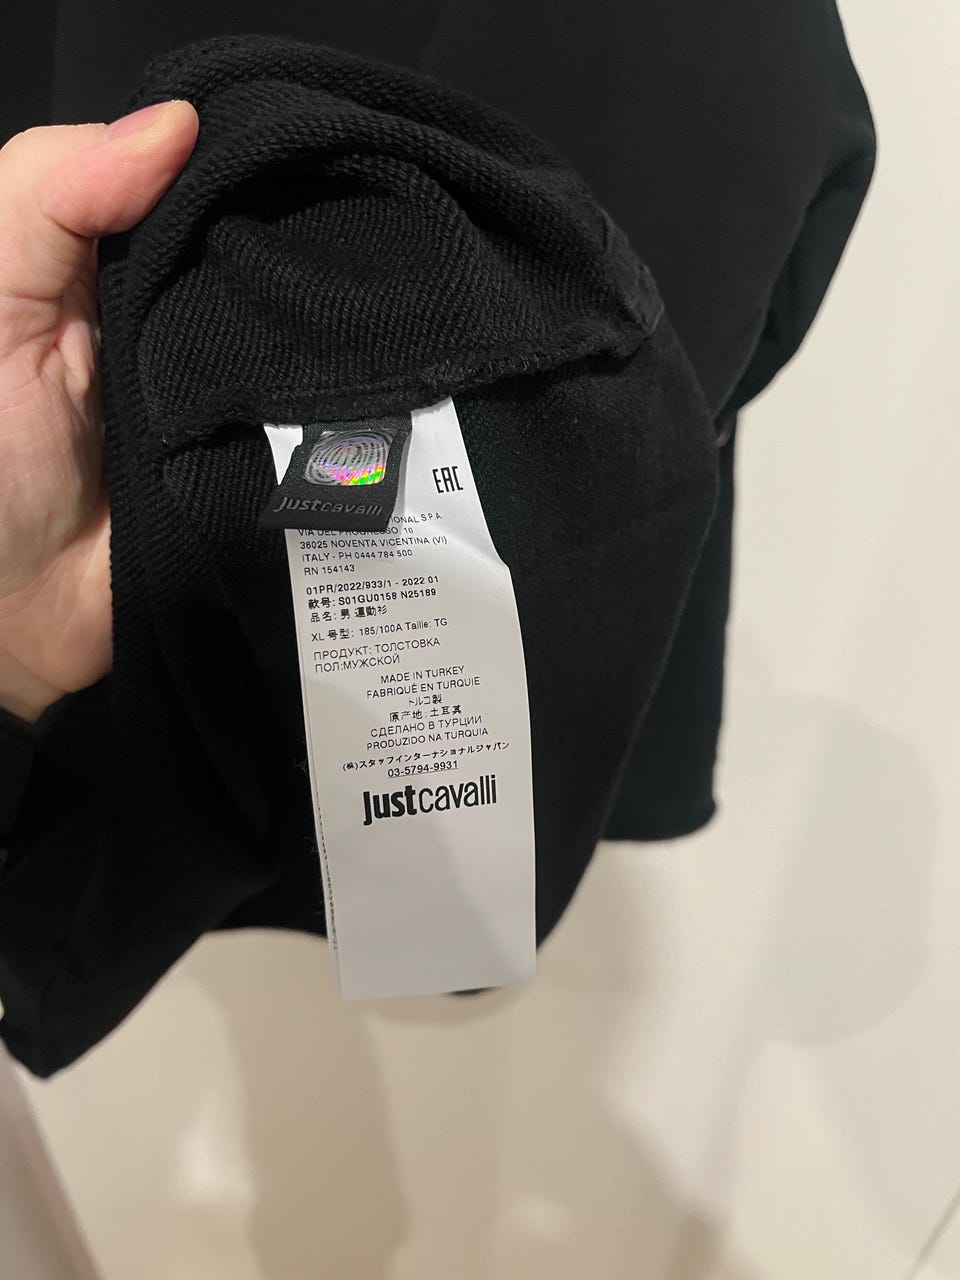 EAC
justcavalli
IONAL S P A
VIA DEL PROGRESSO, 10
36025 NOVENTA VICENTINA (VI)
ITALY - PH 0444 784 500
RN 154143
01PR/2022/933/1 - 2022 01
款号: S01GU0158 N25189
品名: 男 運動衫
XL 号型: 185/100A Taille: TG
ПРОДУКТ: ТОЛСТОВКА
ПОЛ:МУЖСКОЙ
MADE IN TURKEY
FABRIQUÉ EN TURQUIE
トルコ製
原产地: 土耳其
СДЕЛАНО В ТУРЦИИ
PRODUZIDO NA TURQUIA
(株)スタッフインターナショナルジャパン
03-5794-9931
justcavalli